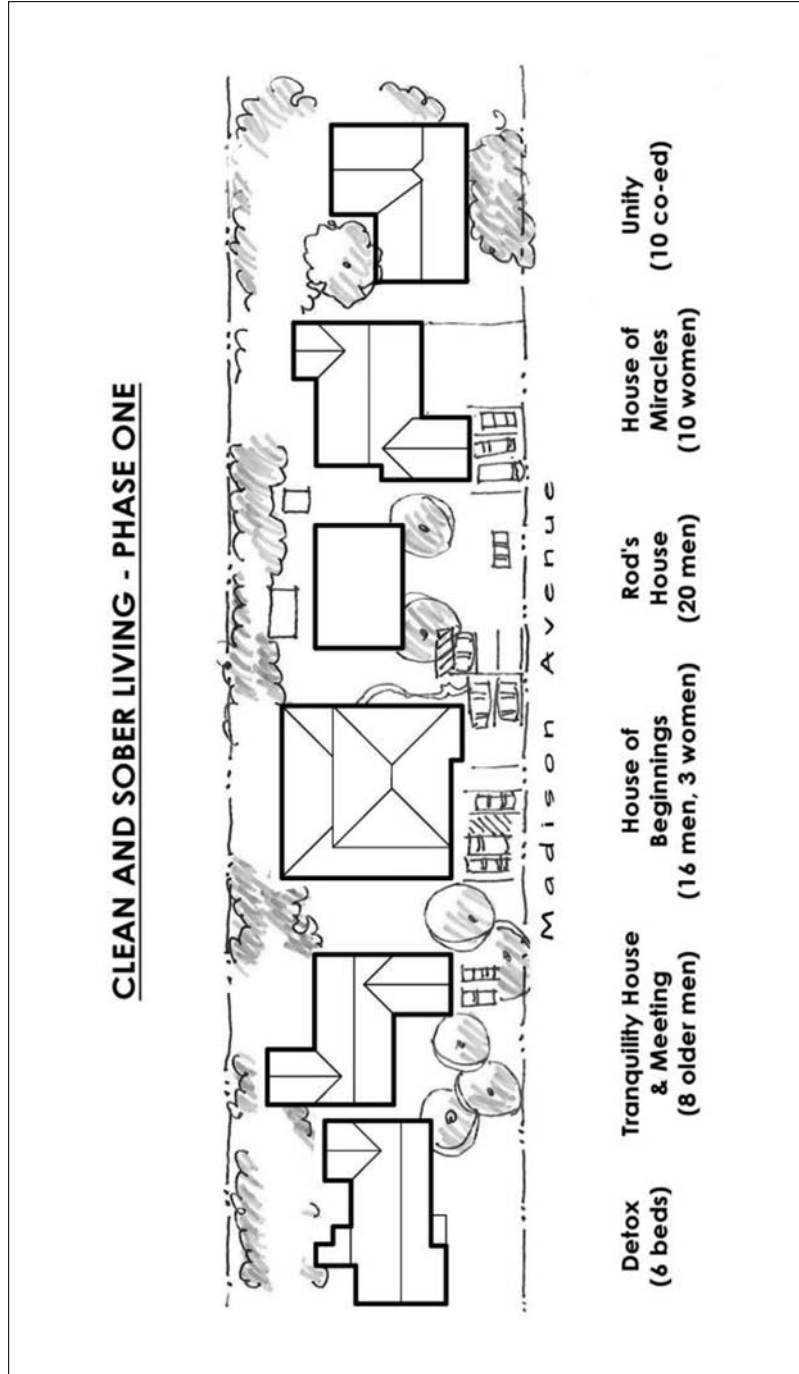 CLEAN AND SOBER LIVING - PHASE ONE
Madison Avenue
Detox
(6 beds)
Tranquility House
& Meeting
(8 older men)
House of
Beginnings
(16 men, 3 women)
Rod's
House
(20 men)
House of
Miracles
(10 women)
Unity
(10 co-ed)